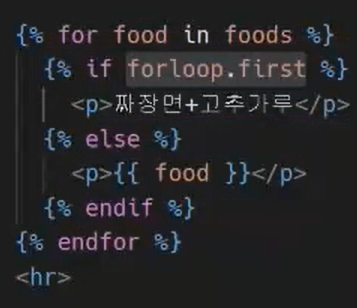 {% for food in foods %}
{% if forloop.first %}
<p>짜장면+고추가루</p>
{% else %}
<p>{{ food }}</p>
{% endif %}
{% endfor %}
<hr>